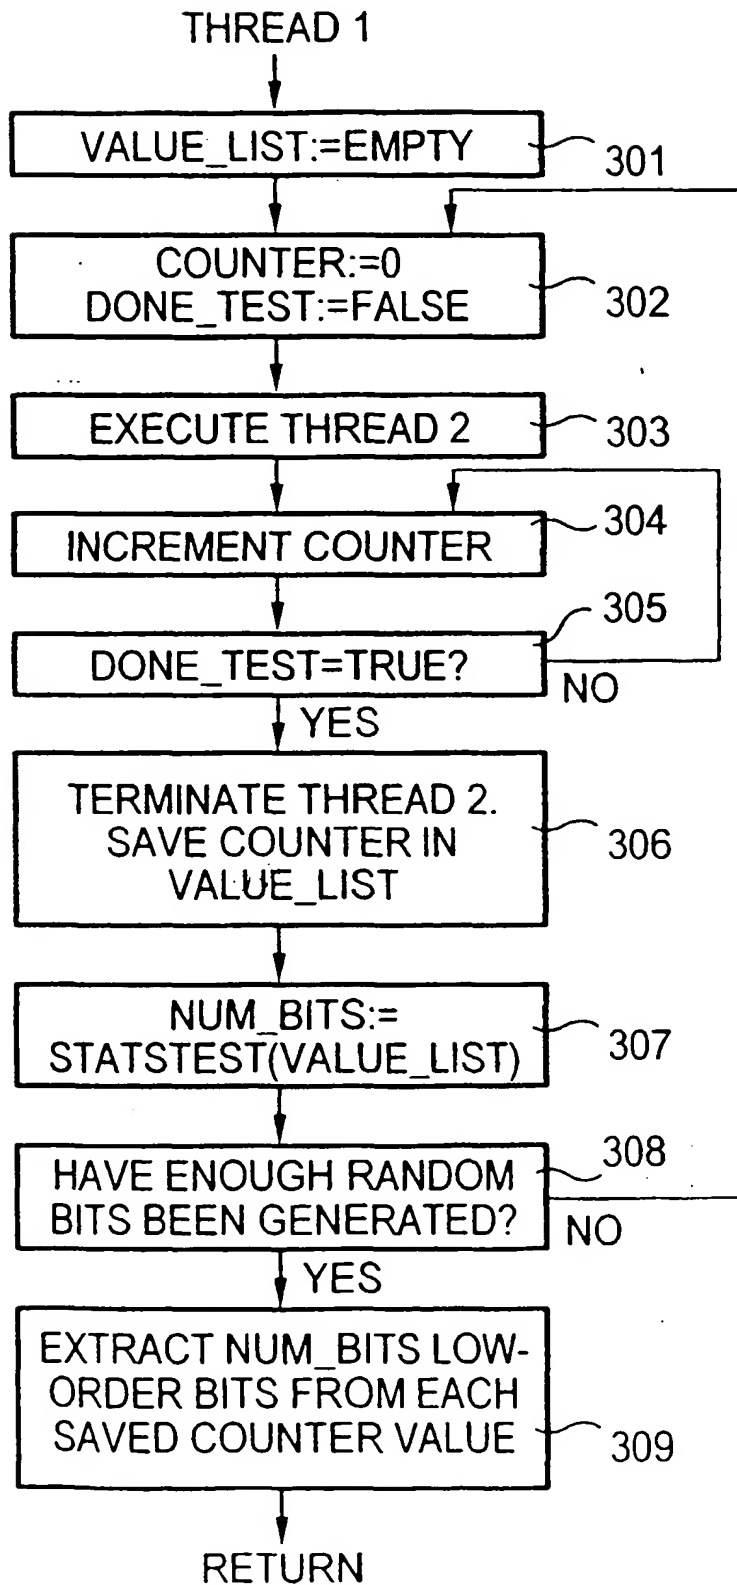 THREAD 1
VALUE_LIST:=EMPTY
301
COUNTER:=0
DONE_TEST:=FALSE
302
EXECUTE THREAD 2
303
INCREMENT COUNTER
304
DONE_TEST=TRUE?
305
NO
YES
TERMINATE THREAD 2.
SAVE COUNTER IN
VALUE_LIST
306
NUM_BITS:=
STATSTEST(VALUE_LIST)
307
HAVE ENOUGH RANDOM
BITS BEEN GENERATED?
308
NO
YES
EXTRACT NUM_BITS LOW-
ORDER BITS FROM EACH
SAVED COUNTER VALUE
309
RETURN